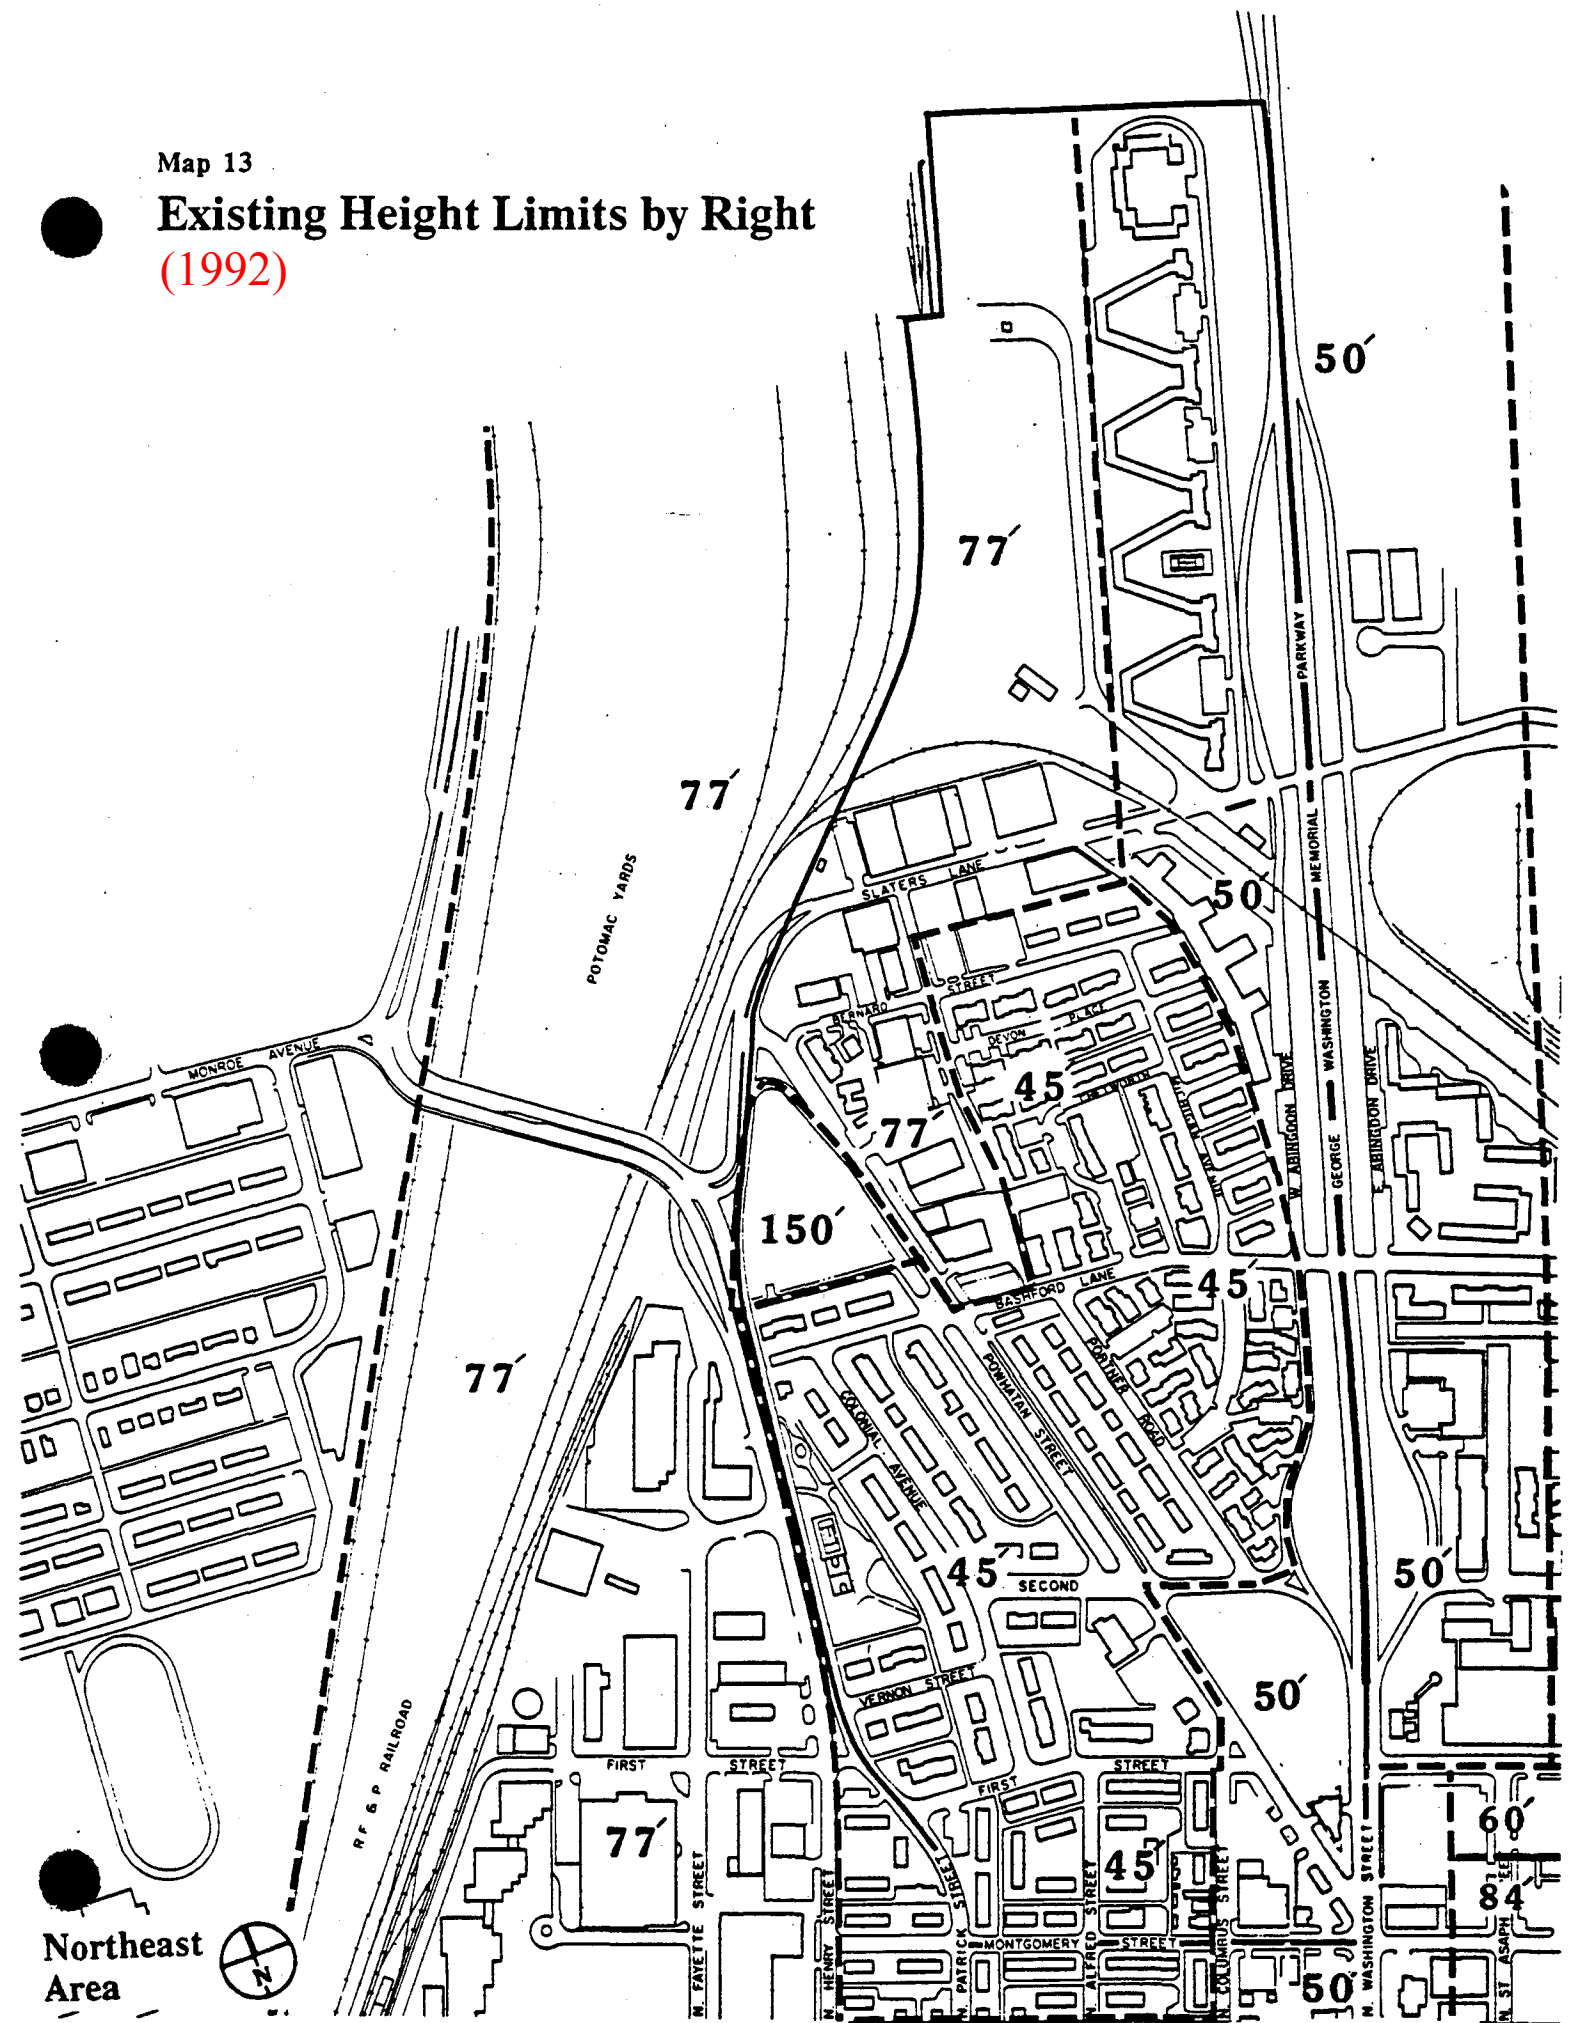 Map 13
Existing Height Limits by Right
(1992)
50´
77´
PARKWAY
77´
MEMORIAL
SLATERS LANE
50´
POTOMAC YARDS
STREET
BERNARD
DEVON PLACE
WASHINGTON
MONROE AVENUE
45´
CHETWORTH
MICHIGAN AVENUE
W. ABINGDON DRIVE
E. ABINGDON DRIVE
77´
GEORGE
150´
BASHFORD LANE
45´
77´
POWHATAN STREET
PORTNER ROAD
COLONIAL AVENUE
45´
SECOND
50´
VERNON STREET
50´
RF & P RAILROAD
FIRST STREET
FIRST STREET
77´
45´
60´
84´
N. FAYETTE STREET
N. HENRY STREET
N. PATRICK STREET
N. ALFRED STREET
N. COLUMBUS STREET
N. WASHINGTON STREET
N. ST ASAPH
MONTGOMERY STREET
50´
Northeast
Area
N